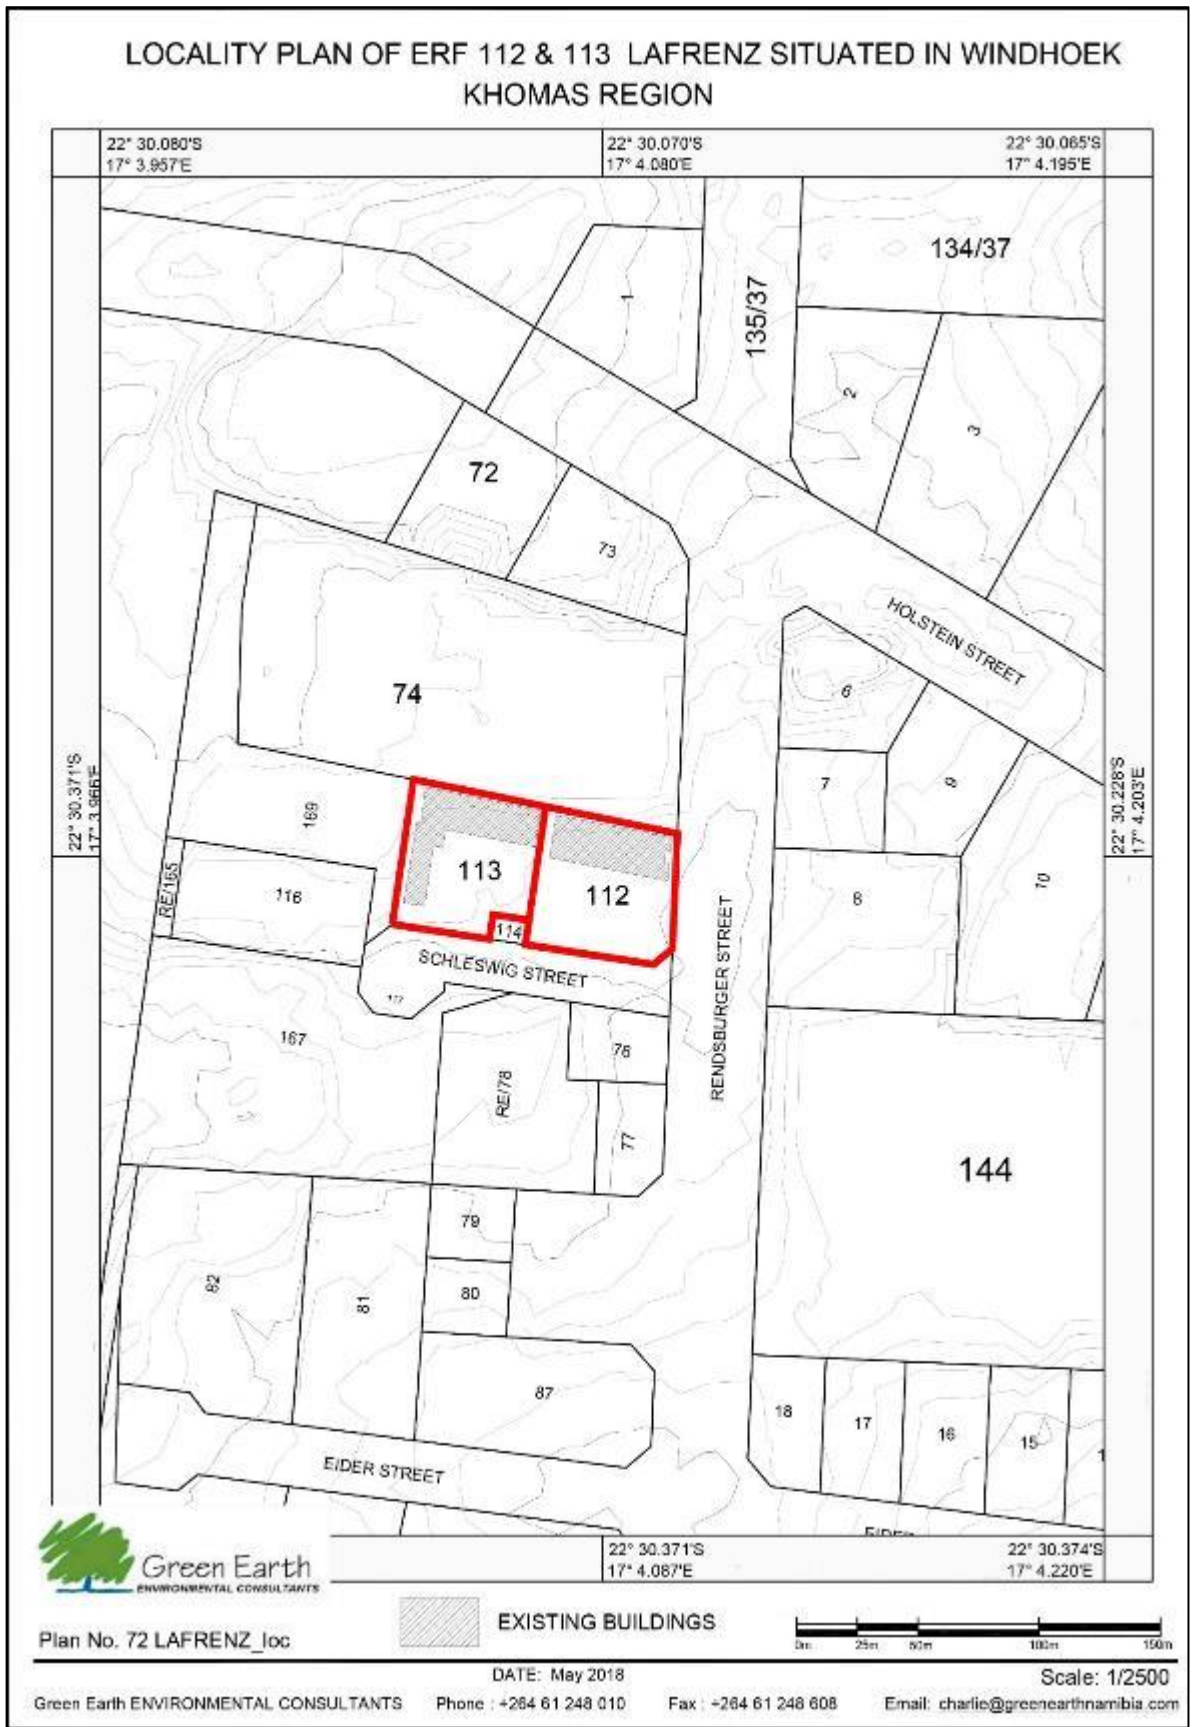 LOCALITY PLAN OF ERF 112 & 113 LAFRENZ SITUATED IN WINDHOEK
KHOMAS REGION
22° 30.080'S
17° 3.957'E
22° 30.070'S
17° 4.080'E
22° 30.065'S
17° 4.195'E
134/37
1
135/37
2
3
72
73
HOLSTEIN STREET
6
74
7
9
22° 30.371'S
17° 3.966'E
22° 30.228'S
17° 4.203'E
169
113
112
RE/165
116
8
10
114
SCHLESWIG STREET
RENDSBURGER STREET
167
76
RE/78
77
144
79
82
81
80
87
18
17
16
15
1
EIDER STREET
22° 30.371'S
17° 4.087'E
22° 30.374'S
17° 4.220'E
Green Earth
ENVIRONMENTAL CONSULTANTS
Plan No. 72 LAFRENZ_loc
EXISTING BUILDINGS
0m 25m 50m 100m 150m
DATE: May 2018
Scale: 1/2500
Green Earth ENVIRONMENTAL CONSULTANTS Phone : +264 61 248 010 Fax : +264 61 248 608 Email: charlie@greenearthnamibia.com